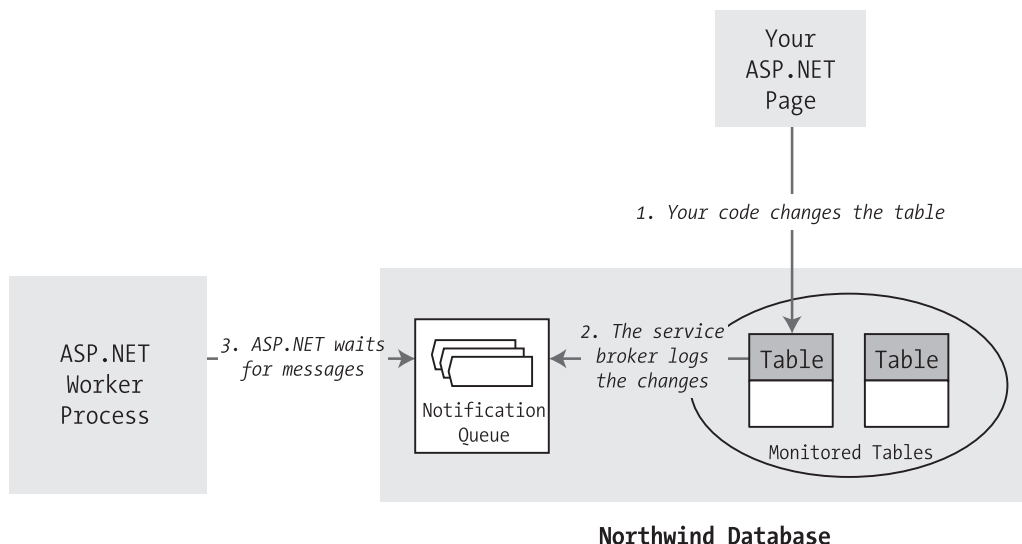 Your
ASP.NET
Page
1. Your code changes the table
ASP.NET
Worker
Process
3. ASP.NET waits
for messages
Notification
Queue
2. The service
broker logs
the changes
Table
Table
Monitored Tables
Northwind Database